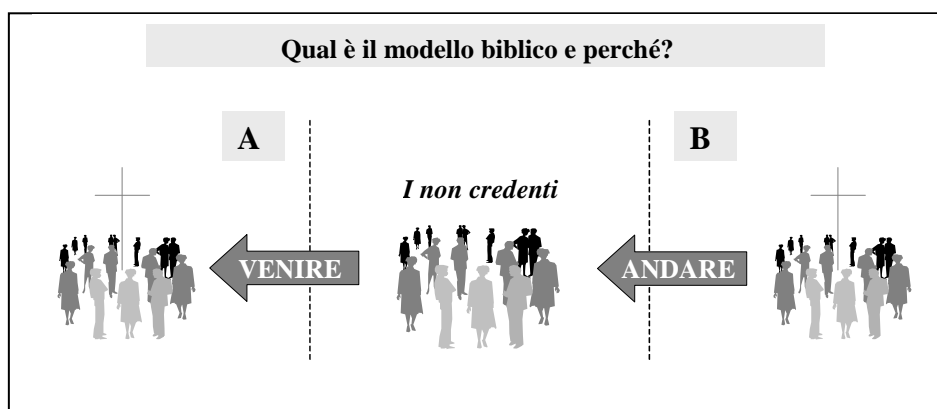 Qual è il modello biblico e perché?
A
B
I non credenti
VENIRE
ANDARE